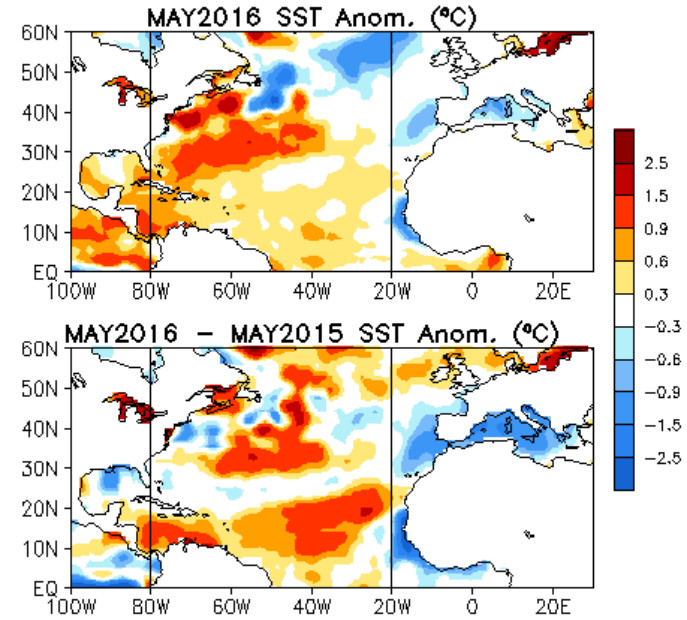 MAY2016 SST Anom. (ºC)
60N
50N
40N
30N
20N
10N
EQ
100W 80W 60W 40W 20W 0 20E
MAY2016 – MAY2015 SST Anom. (ºC)
60N
50N
40N
30N
20N
10N
EQ
100W 80W 60W 40W 20W 0 20E
2.5
1.5
0.9
0.6
0.3
−0.3
−0.6
−0.9
−1.5
−2.5